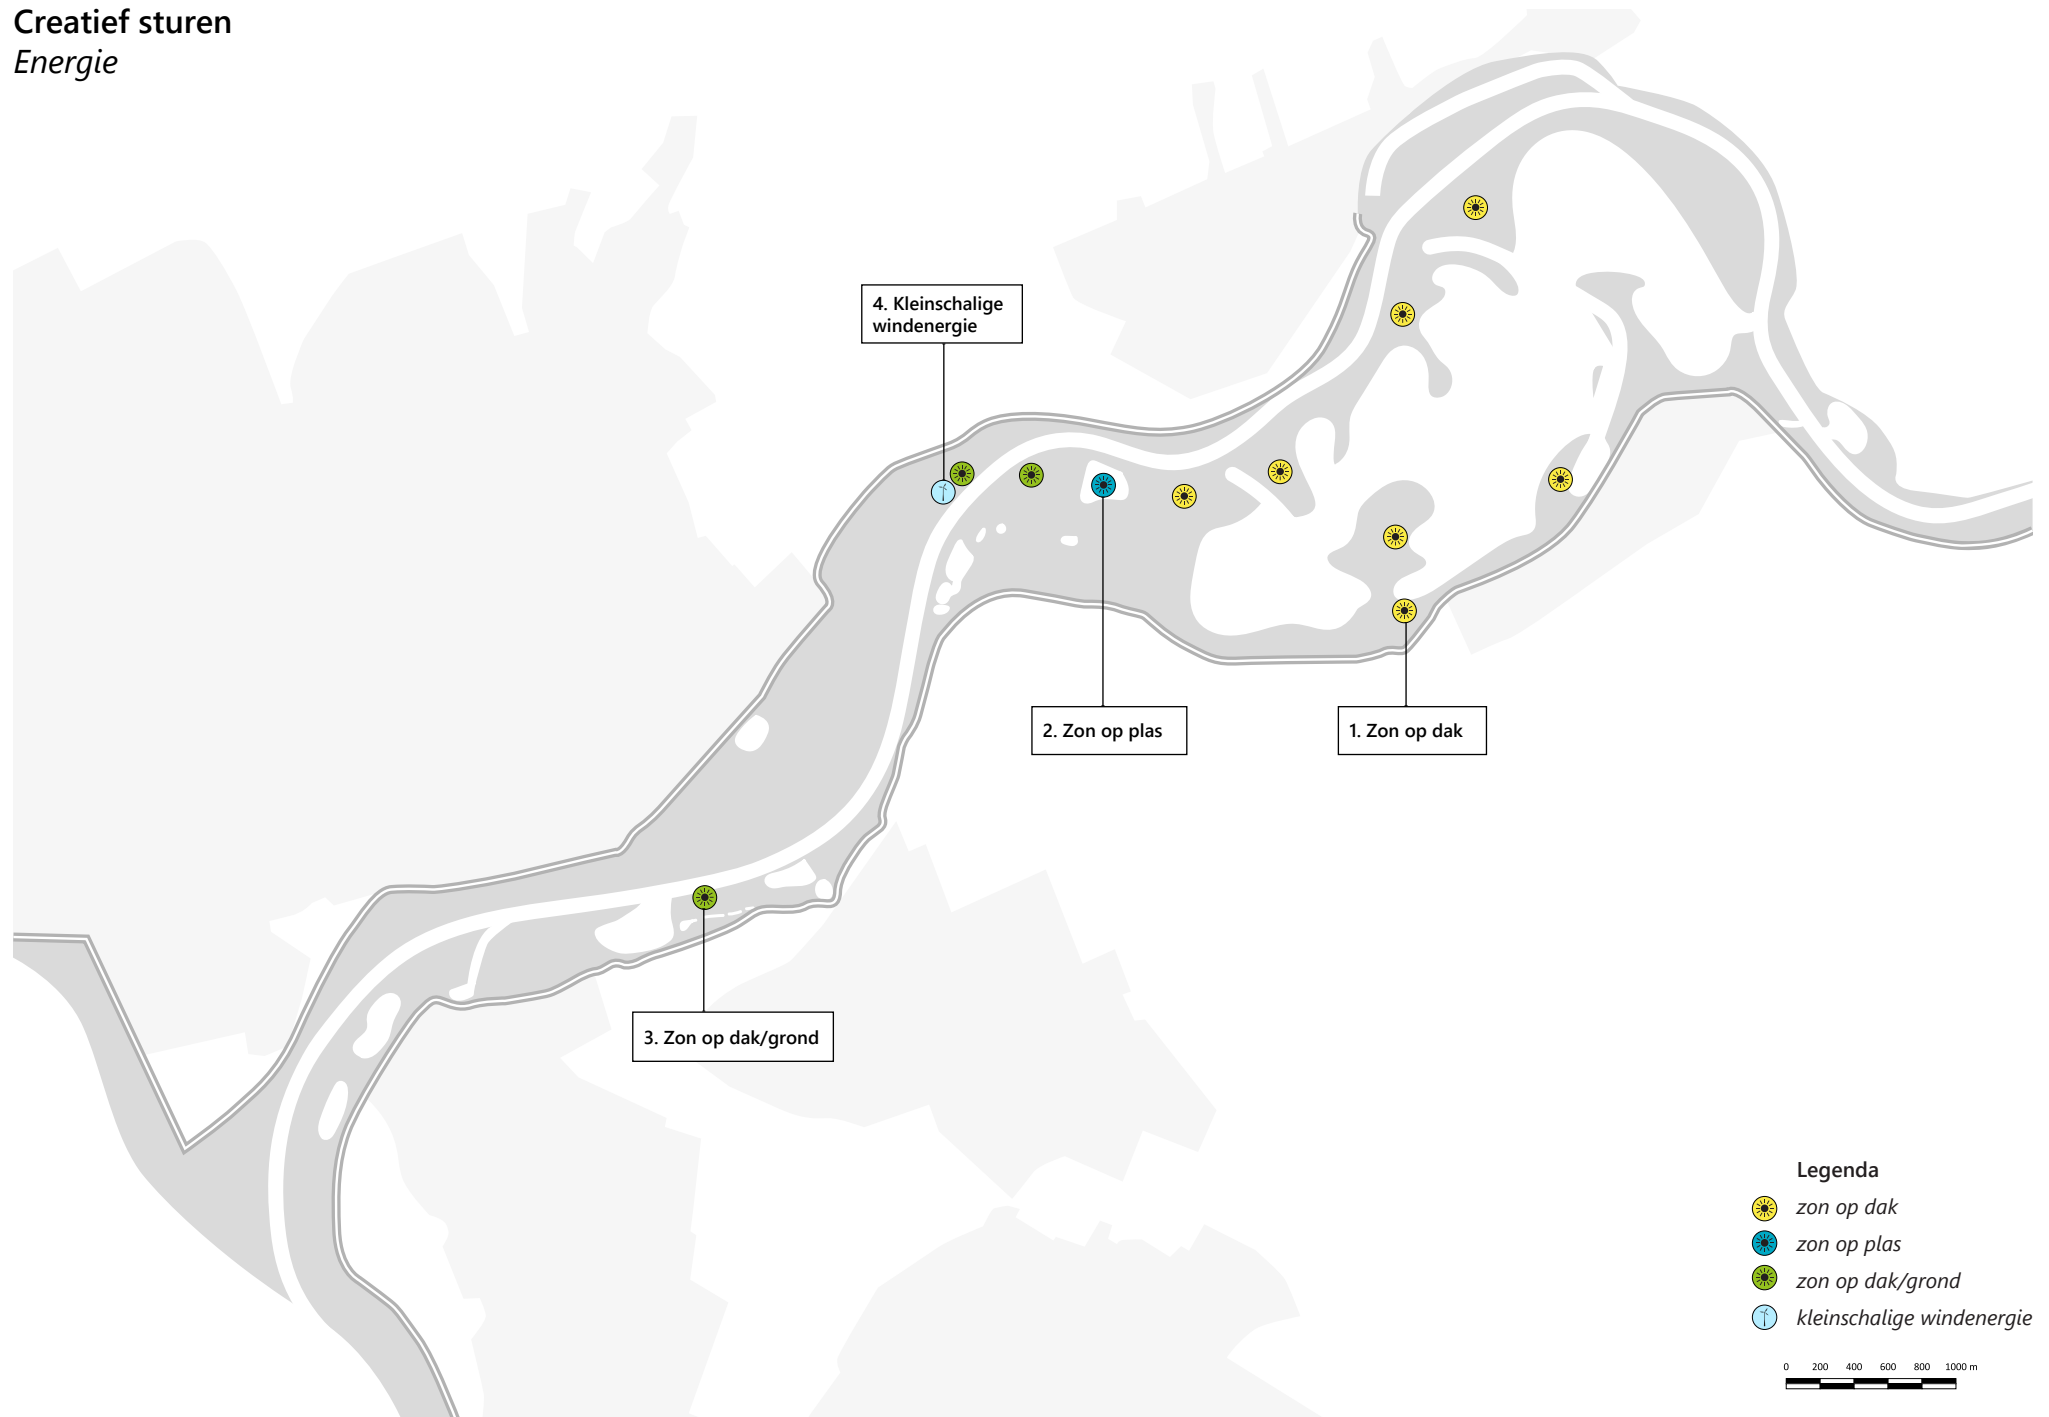 Creatief sturen
Energie
4. Kleinschalige
windenergie
2. Zon op plas
1. Zon op dak
3. Zon op dak/grond
Legenda
zon op dak
zon op plas
zon op dak/grond
kleinschalige windenergie
0 200 400 600 800 1000 m